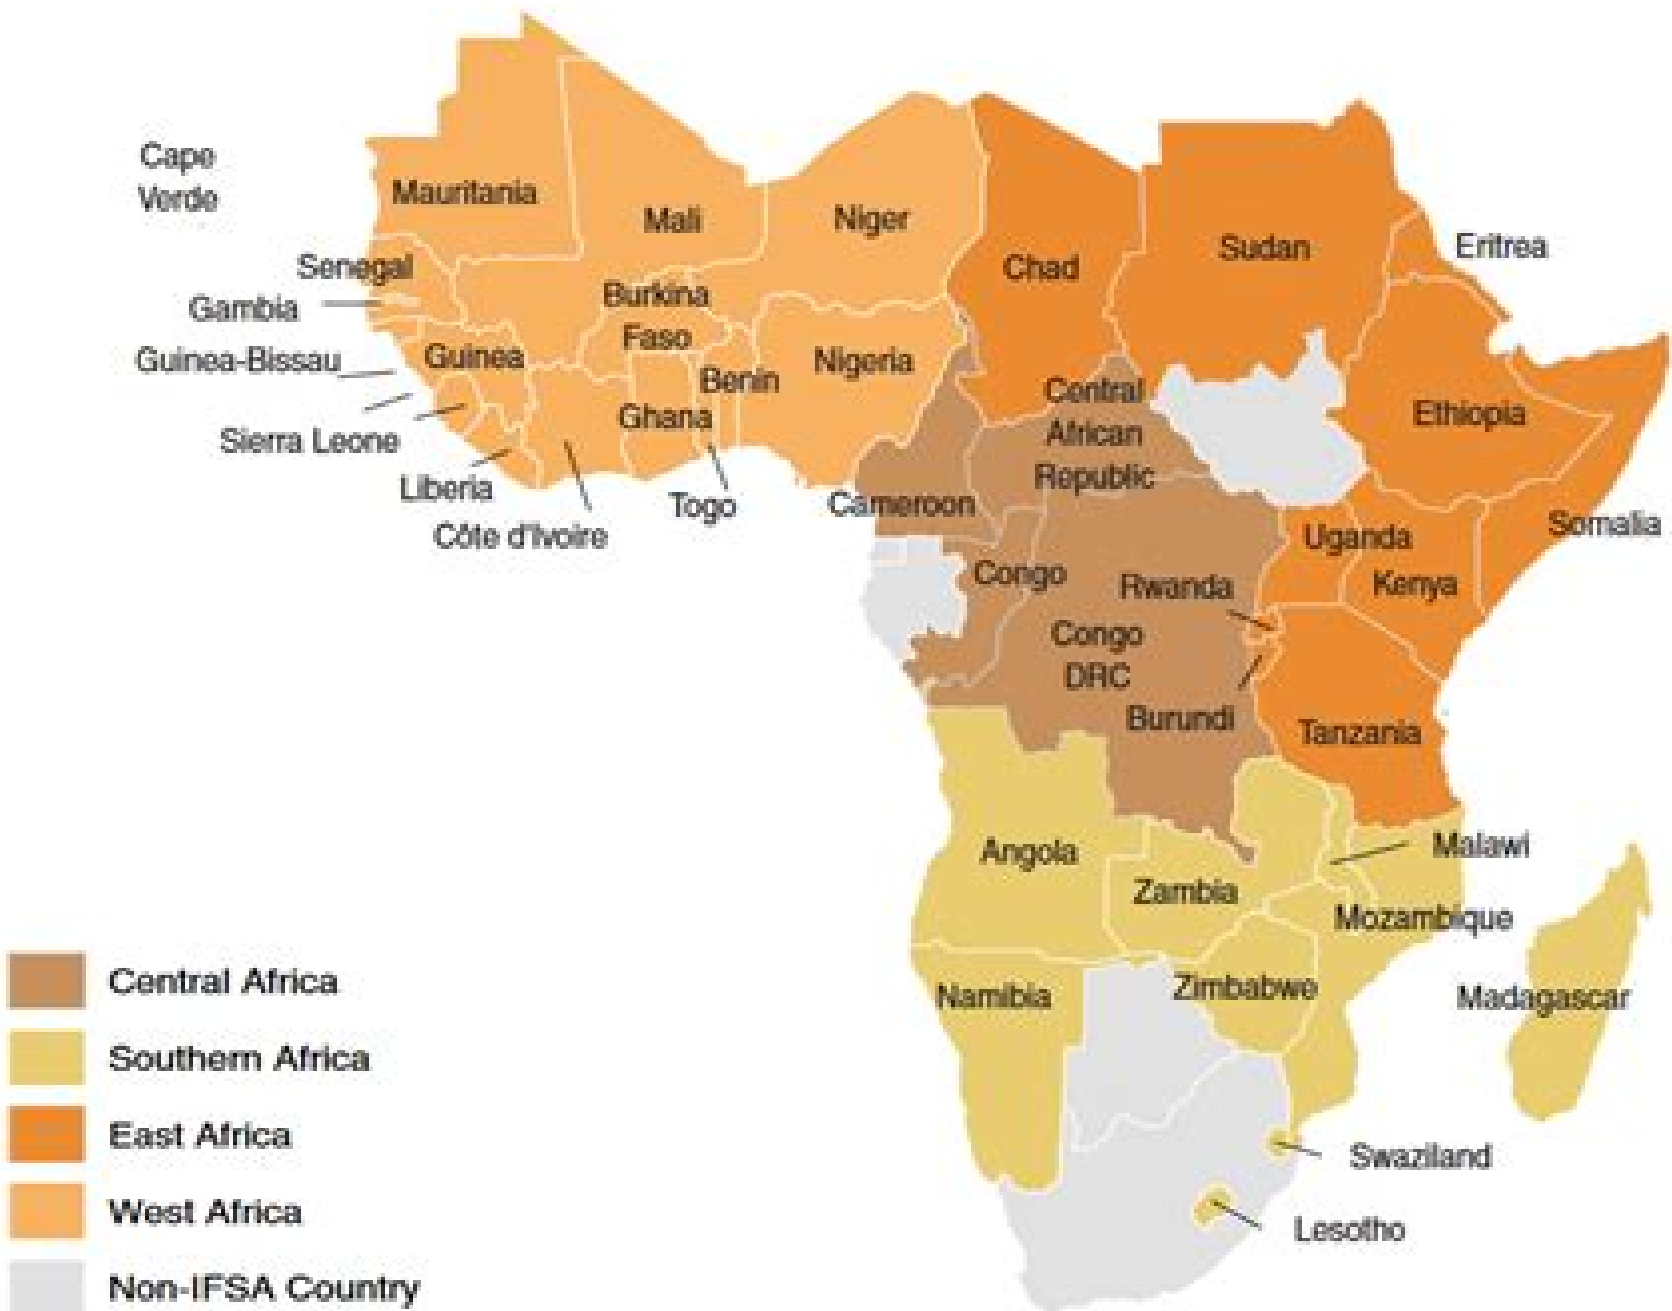 Cape
Verde
Mauritania
Mali
Niger
Chad
Sudan
Eritrea
Senegal
Gambia
Guinea-Bissau
Guinea
Burkina
Faso
Benin
Nigeria
Ghana
Sierra Leone
Liberia
Côte d'Ivoire
Togo
Cameroon
Central
African
Republic
Ethiopia
Somalia
Uganda
Kenya
Congo
Rwanda
Congo
DRC
Burundi
Tanzania
Angola
Zambia
Malawi
Mozambique
Namibia
Zimbabwe
Madagascar
Swaziland
Lesotho
Central Africa
Southern Africa
East Africa
West Africa
Non-IFSA Country